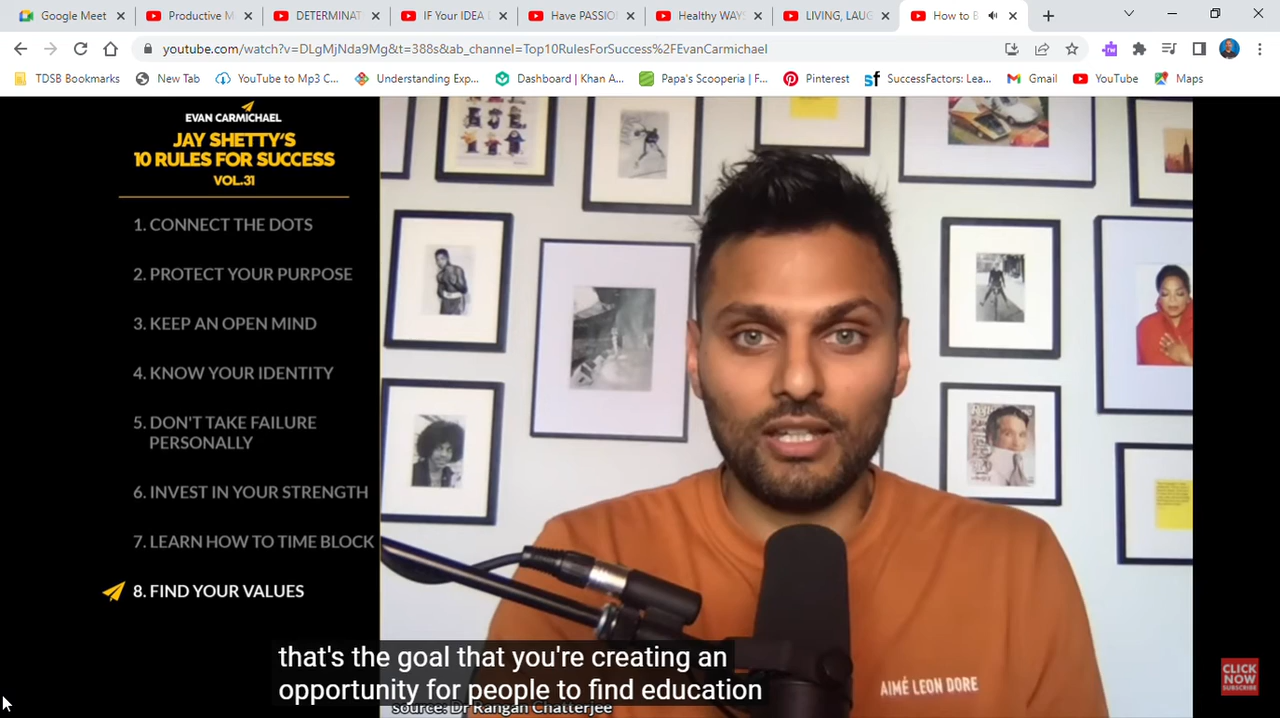 Google Meet
Productive M
DETERMINAT
IF Your IDEA
Have PASSIO
Healthy WAYS
LIVING, LAUG
How to B
youtube.com/watch?v=DLgMjNda9Mg&t=388s&ab_channel=Top10RulesForSuccess%2FEvanCarmichael
TDSB Bookmarks
New Tab
YouTube to Mp3 C...
Understanding Exp...
Dashboard | Khan A...
Papa's Scooperia | F...
Pinterest
SuccessFactors: Lea...
Gmail
YouTube
Maps
EVAN CARMICHAEL
JAY SHETTY'S
10 RULES FOR SUCCESS
VOL.31
1. CONNECT THE DOTS
2. PROTECT YOUR PURPOSE
3. KEEP AN OPEN MIND
4. KNOW YOUR IDENTITY
5. DON'T TAKE FAILURE
PERSONALLY
6. INVEST IN YOUR STRENGTH
7. LEARN HOW TO TIME BLOCK
8. FIND YOUR VALUES
that's the goal that you're creating an
opportunity for people to find education
source: Dr Rangan Chatterjee
AIMÉ LEON DORE
CLICK
NOW
SUBSCRIBE